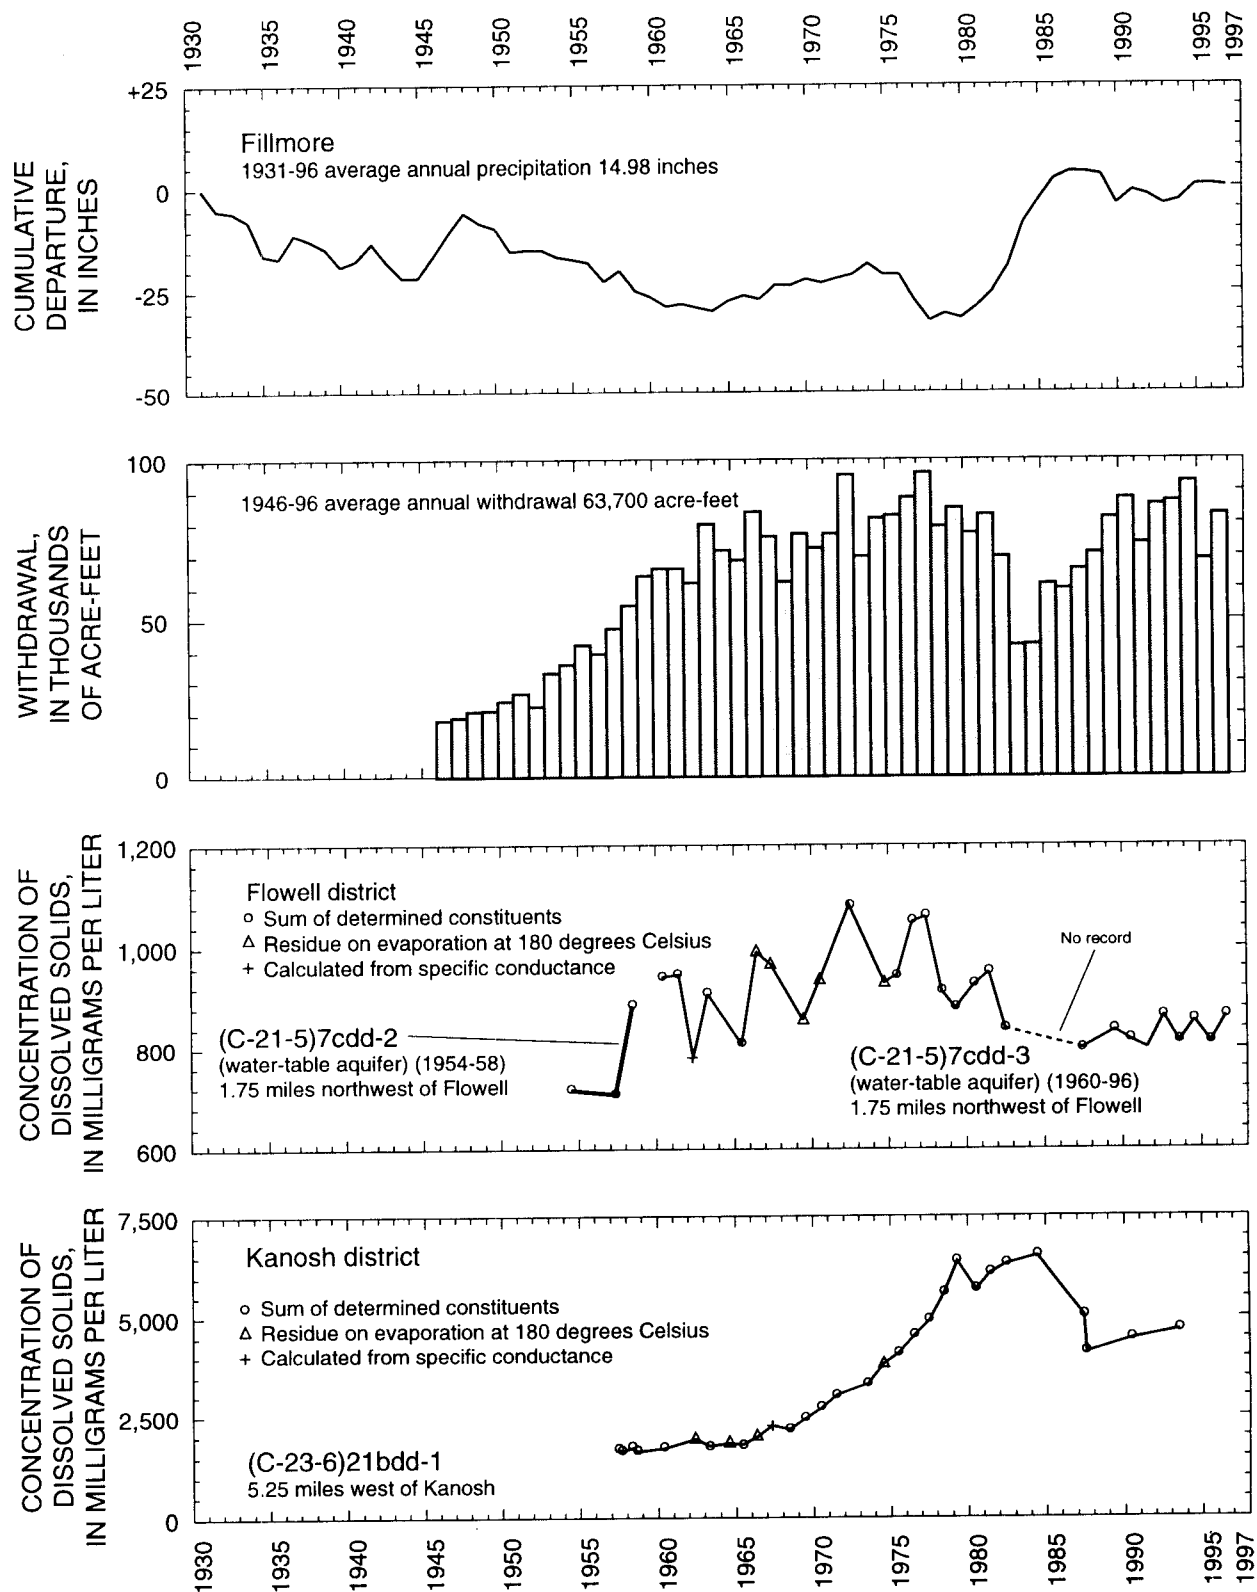 1930 1935 1940 1945 1950 1955 1960 1965 1970 1975 1980 1985 1990 1995 1997
CUMULATIVE
DEPARTURE,
IN INCHES
+25
0
-25
-50
Fillmore
1931-96 average annual precipitation 14.98 inches
WITHDRAWAL,
IN THOUSANDS
OF ACRE-FEET
100
50
0
1946-96 average annual withdrawal 63,700 acre-feet
CONCENTRATION OF
DISSOLVED SOLIDS,
IN MILLIGRAMS PER LITER
1,200
1,000
800
600
Flowell district
o Sum of determined constituents
△ Residue on evaporation at 180 degrees Celsius
+ Calculated from specific conductance
No record
(C-21-5)7cdd-2
(water-table aquifer) (1954-58)
1.75 miles northwest of Flowell
(C-21-5)7cdd-3
(water-table aquifer) (1960-96)
1.75 miles northwest of Flowell
CONCENTRATION OF
DISSOLVED SOLIDS,
IN MILLIGRAMS PER LITER
7,500
5,000
2,500
0
Kanosh district
o Sum of determined constituents
△ Residue on evaporation at 180 degrees Celsius
+ Calculated from specific conductance
(C-23-6)21bdd-1
5.25 miles west of Kanosh
1930 1935 1940 1945 1950 1955 1960 1965 1970 1975 1980 1985 1990 1995 1997